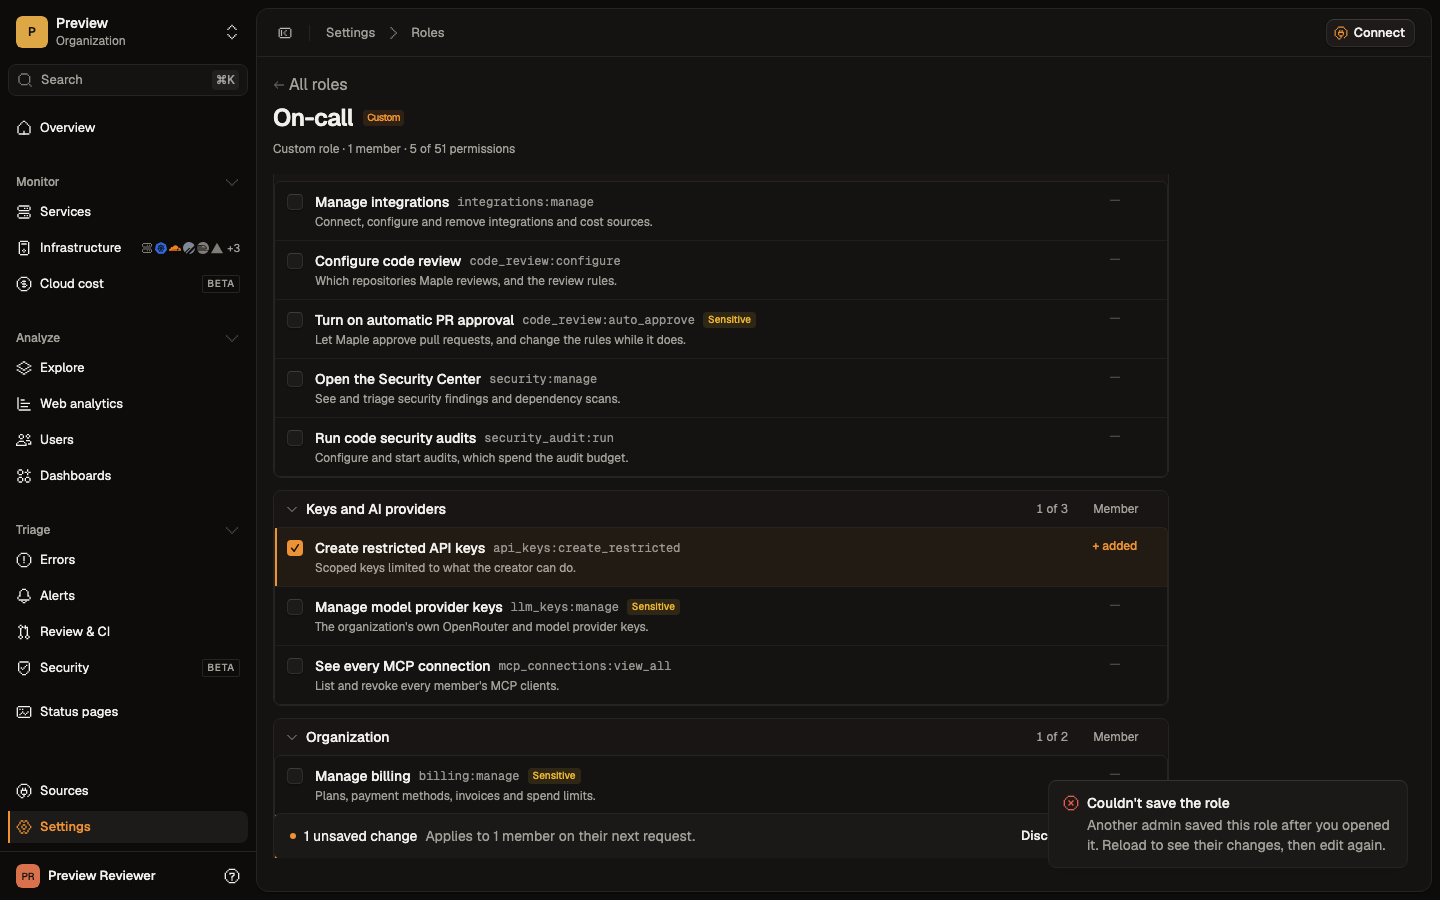 P
Preview
Organization
Search
⌘K
Overview
Monitor
Services
Infrastructure
+3
Cloud cost
BETA
Analyze
Explore
Web analytics
Users
Dashboards
Triage
Errors
Alerts
Review & CI
Security
BETA
Status pages
Sources
Settings
PR
Preview Reviewer
Settings
Roles
Connect
← All roles
On-call
Custom
Custom role · 1 member · 5 of 51 permissions
Manage integrations integrations:manage —
Connect, configure and remove integrations and cost sources.
Configure code review code_review:configure —
Which repositories Maple reviews, and the review rules.
Turn on automatic PR approval code_review:auto_approve Sensitive —
Let Maple approve pull requests, and change the rules while it does.
Open the Security Center security:manage —
See and triage security findings and dependency scans.
Run code security audits security_audit:run —
Configure and start audits, which spend the audit budget.
Keys and AI providers 1 of 3 Member
Create restricted API keys api_keys:create_restricted + added
Scoped keys limited to what the creator can do.
Manage model provider keys llm_keys:manage Sensitive —
The organization's own OpenRouter and model provider keys.
See every MCP connection mcp_connections:view_all —
List and revoke every member's MCP clients.
Organization 1 of 2 Member
Manage billing billing:manage Sensitive —
Plans, payment methods, invoices and spend limits.
1 unsaved change Applies to 1 member on their next request.
Disc
Couldn't save the role
Another admin saved this role after you opened
it. Reload to see their changes, then edit again.